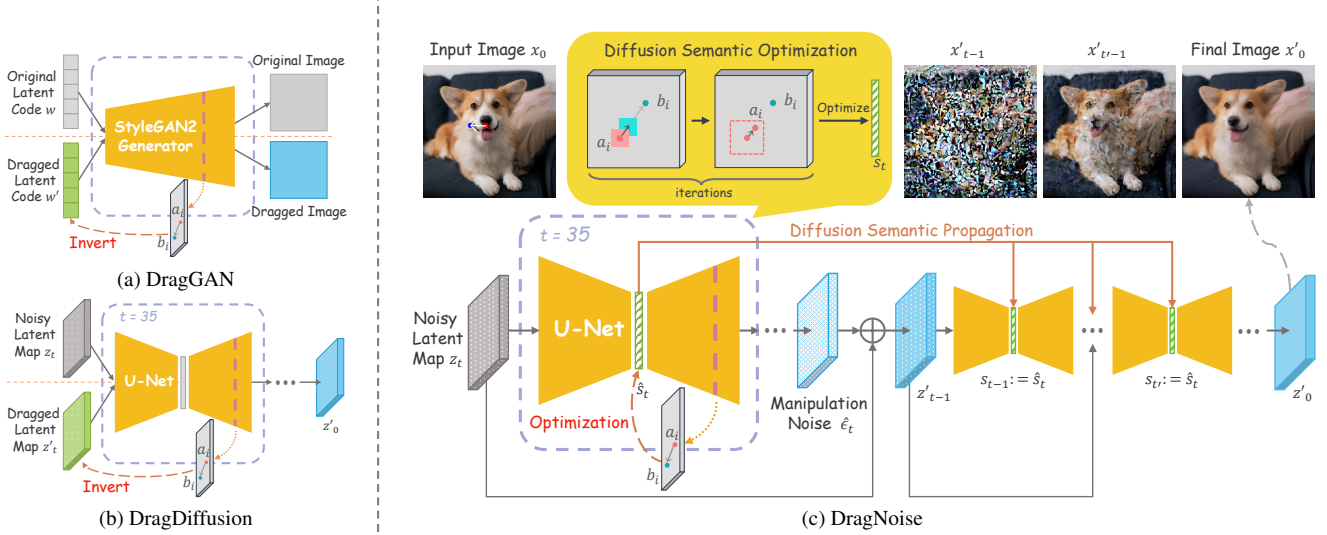 Original
Latent
Code w
Dragged
Latent
Code w'
StyleGAN2
Generator
Original Image
Dragged Image
a_i
b_i
Invert
(a) DragGAN
Noisy
Latent
Map z_t
Dragged
Latent
Map z'_t
t = 35
U-Net
a_i
b_i
Invert
z'_0
(b) DragDiffusion
Input Image x_0
Diffusion Semantic Optimization
b_i
a_i
b_i
a_i
Optimize
s_t
iterations
x'_{t-1}
x'_{t'-1}
Final Image x'_0
t = 35
Diffusion Semantic Propagation
Noisy
Latent
Map z_t
U-Net
ŝ_t
Optimization
a_i
b_i
Manipulation
Noise ε̂_t
z'_{t-1}
s_{t-1} := ŝ_t
s_{t'} := ŝ_t
z'_0
(c) DragNoise